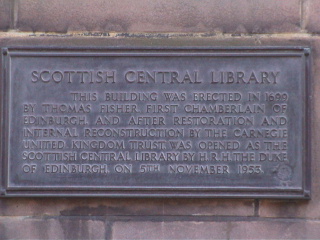 SCOTTISH CENTRAL LIBRARY
THIS BUILDING WAS ERECTED IN 1622
BY THOMAS FISHER FIRST CHAMBERLAIN OF
EDINBURGH. AND AFTER RESTORATION AND
INTERNAL RECONSTRUCTION BY THE CARNEGIE
UNITED KINGDOM TRUST WAS OPENED AS THE
SCOTTISH CENTRAL LIBRARY BY H.R.H. THE DUKE
OF EDINBURGH ON 5TH NOVEMBER 1953.